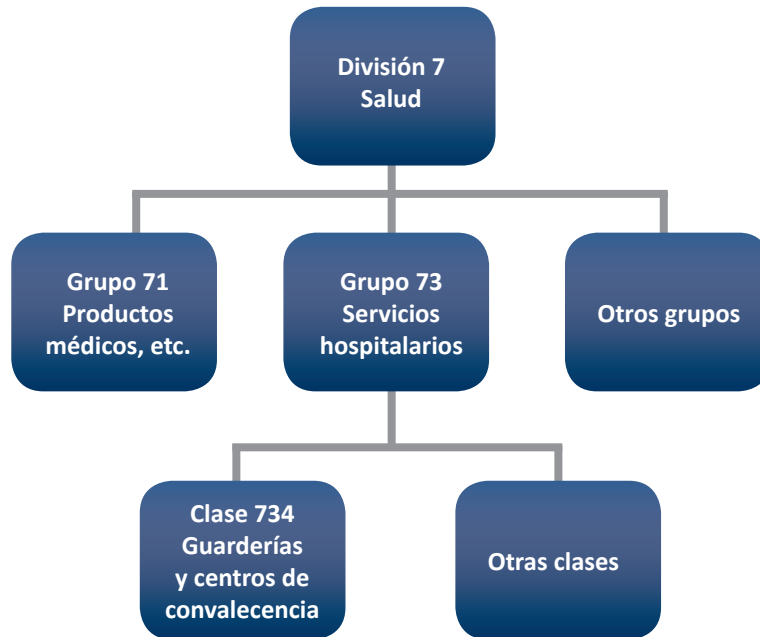 División 7
Salud
Grupo 71
Productos
médicos, etc.
Grupo 73
Servicios
hospitalarios
Otros grupos
Clase 734
Guarderías
y centros de
convalecencia
Otras clases